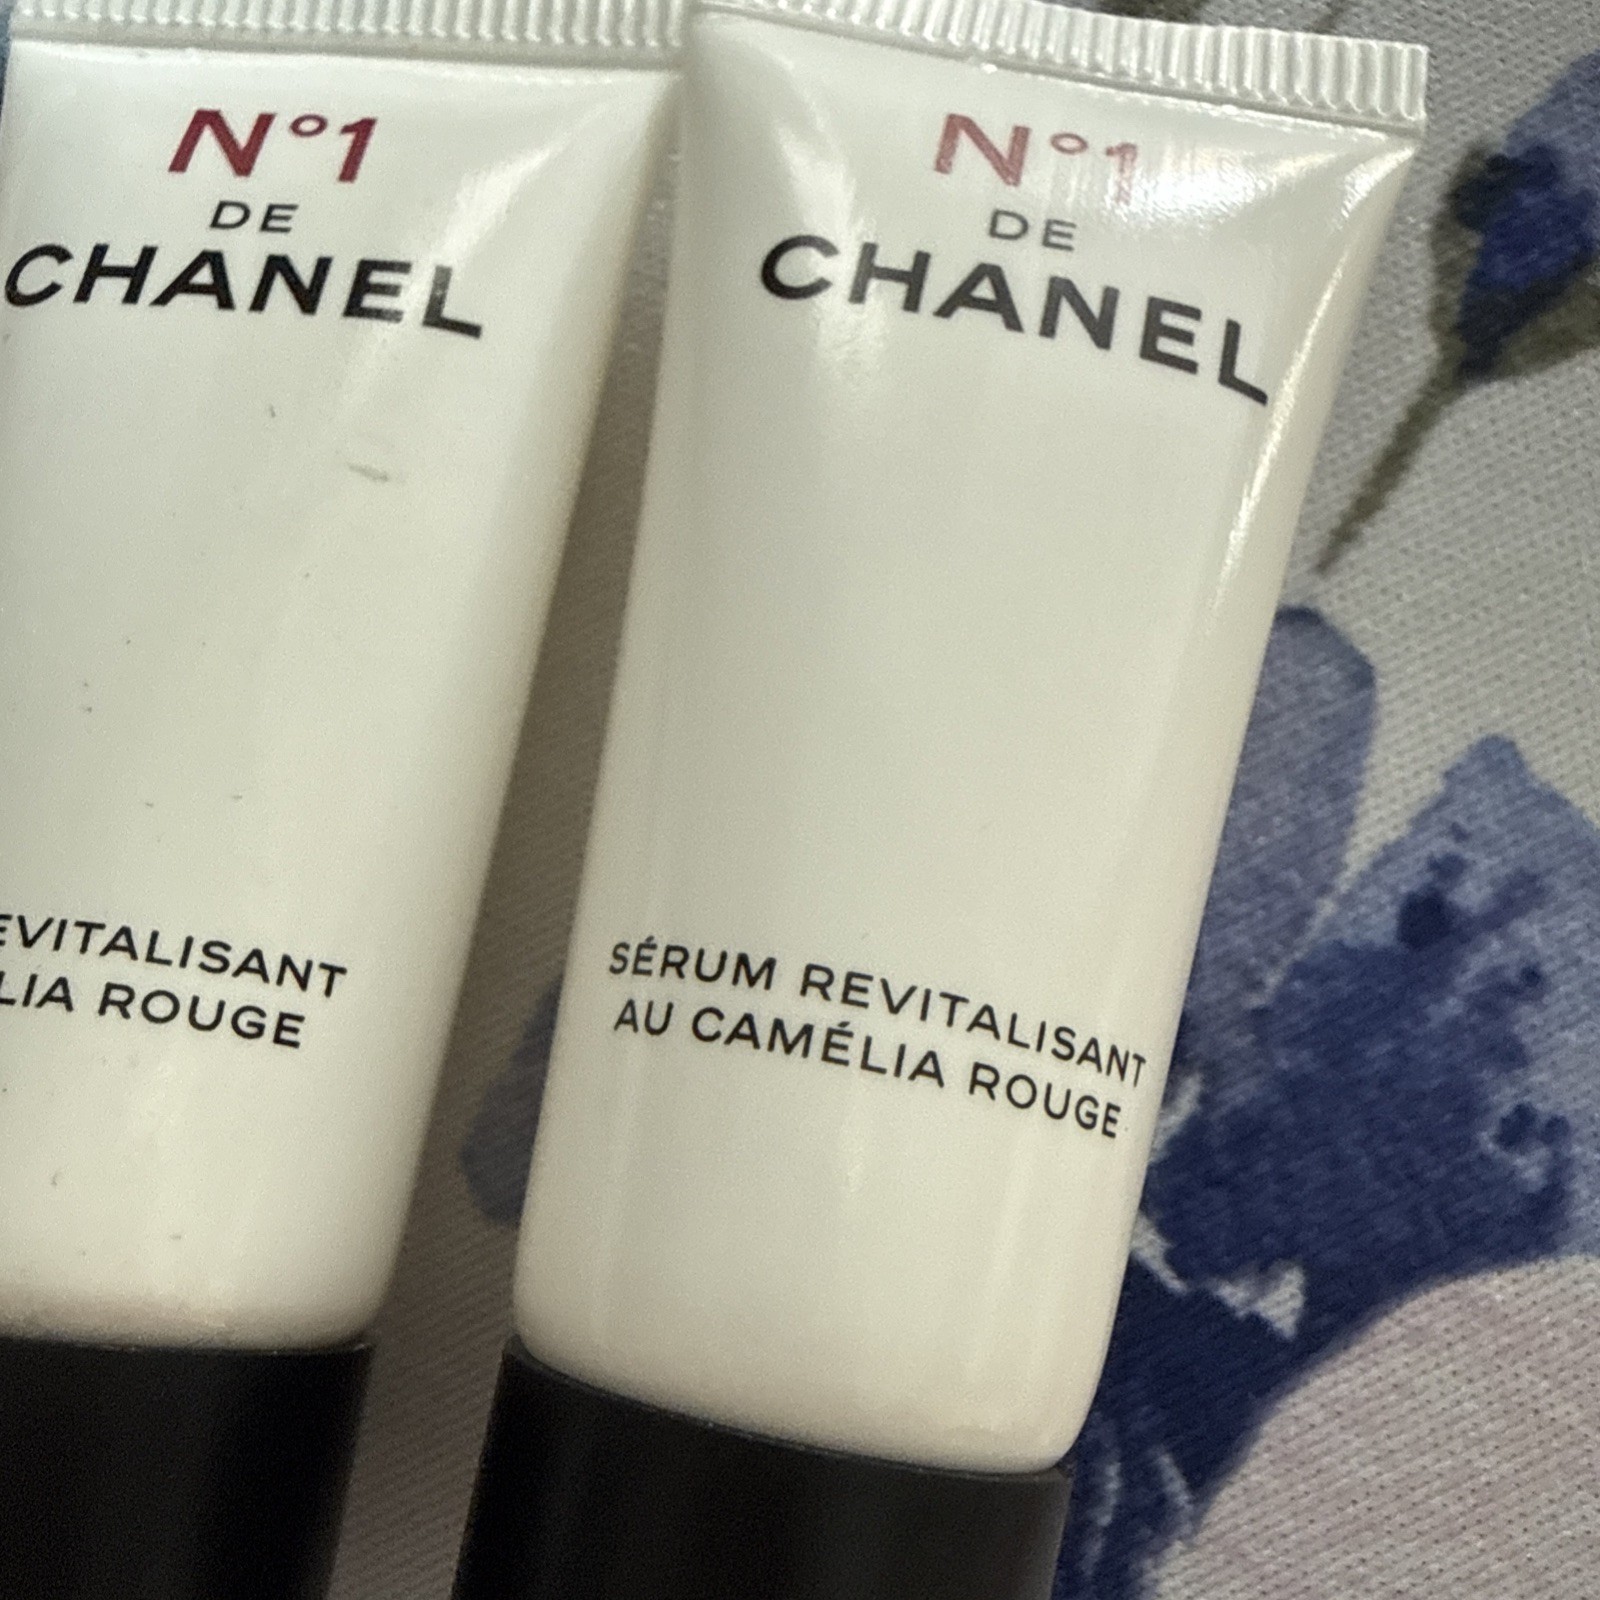 N°1
DE
CHANEL
EVITALISANT
LIA ROUGE
N°1
DE
CHANEL
SÉRUM REVITALISANT
AU CAMÉLIA ROUGE